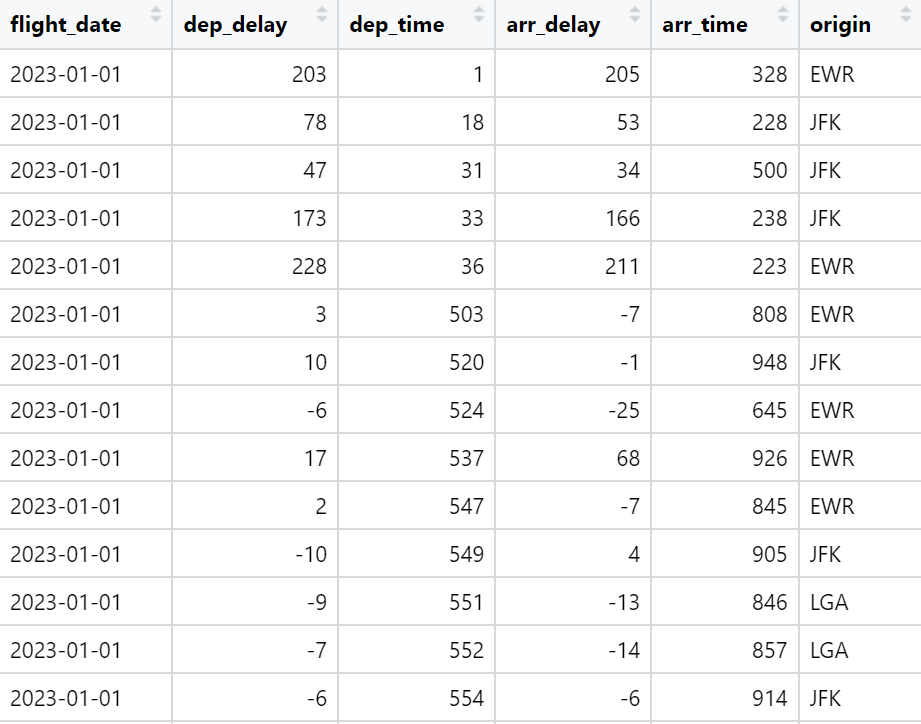 flight_date dep_delay dep_time arr_delay arr_time origin
2023-01-01 203 1 205 328 EWR
2023-01-01 78 18 53 228 JFK
2023-01-01 47 31 34 500 JFK
2023-01-01 173 33 166 238 JFK
2023-01-01 228 36 211 223 EWR
2023-01-01 3 503 -7 808 EWR
2023-01-01 10 520 -1 948 JFK
2023-01-01 -6 524 -25 645 EWR
2023-01-01 17 537 68 926 EWR
2023-01-01 2 547 -7 845 EWR
2023-01-01 -10 549 4 905 JFK
2023-01-01 -9 551 -13 846 LGA
2023-01-01 -7 552 -14 857 LGA
2023-01-01 -6 554 -6 914 JFK